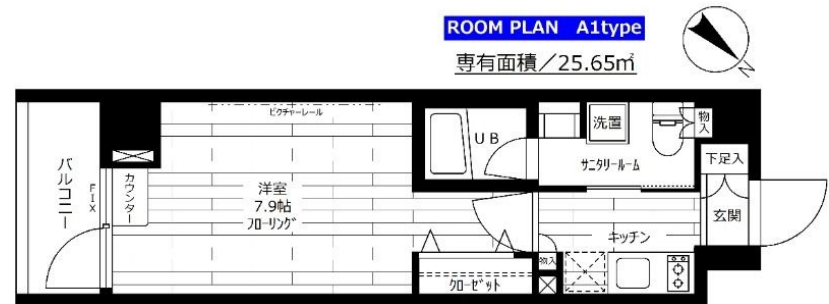 ROOM PLAN A1type
専有面積／25.65㎡
N
ピクチャーレール
バルコニー
FIX
カウンター
洋室
7.9帖
フローリング
UB
洗置
物入
サニタリールーム
下足入
玄関
キッチン
物入
クローゼット